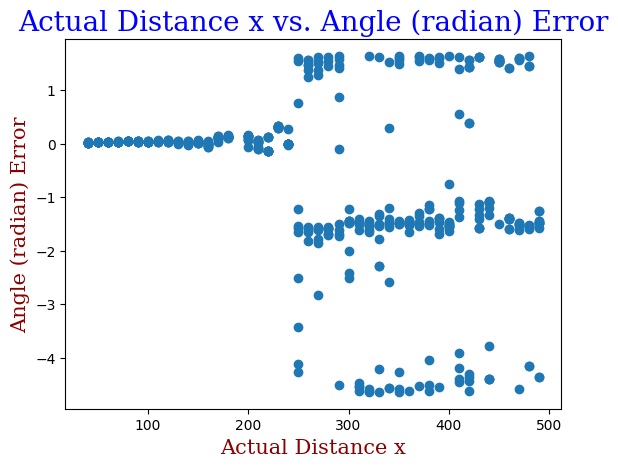 Actual Distance x vs. Angle (radian) Error
Angle (radian) Error
1
0
−1
−2
−3
−4
100 200 300 400 500
Actual Distance x